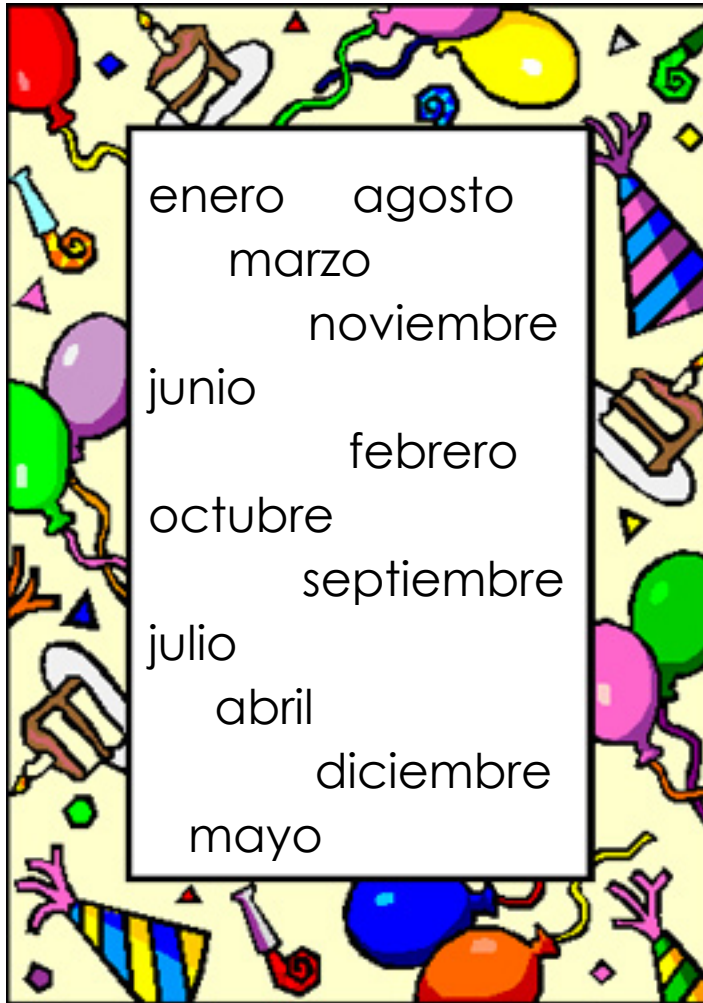 enero agosto
marzo
noviembre
junio
febrero
octubre
septiembre
julio
abril
diciembre
mayo